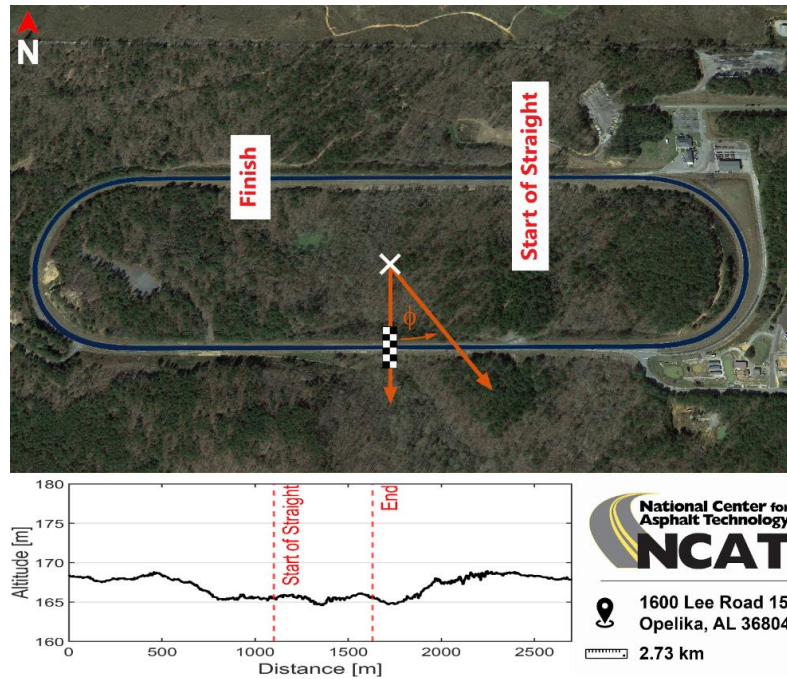 N
Finish
Start of Straight
ϕ
180
175
170
165
160
Altitude [m]
Start of Straight
End
0
500
1000
1500
2000
2500
Distance [m]
National Center for
Asphalt Technology
NCAT
1600 Lee Road 15
Opelika, AL 36804
2.73 km